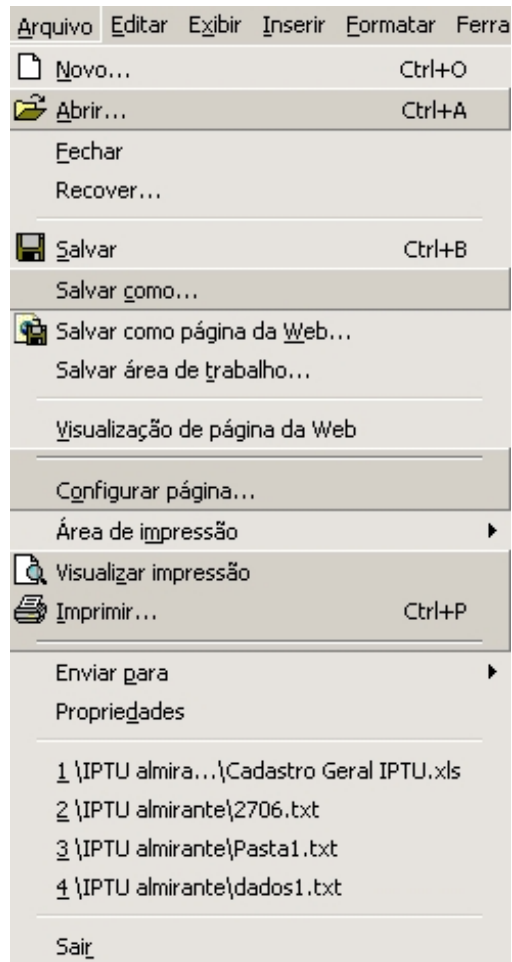 Arquivo Editar Exibir Inserir Formatar Ferra
Novo... Ctrl+O
Abrir... Ctrl+A
Fechar
Recover...
Salvar Ctrl+B
Salvar como...
Salvar como página da Web...
Salvar área de trabalho...
Visualização de página da Web
Configurar página...
Área de impressão
Visualizar impressão
Imprimir... Ctrl+P
Enviar para
Propriedades
1 \IPTU almira...\Cadastro Geral IPTU.xls
2 \IPTU almirante\2706.txt
3 \IPTU almirante\Pasta1.txt
4 \IPTU almirante\dados1.txt
Sair